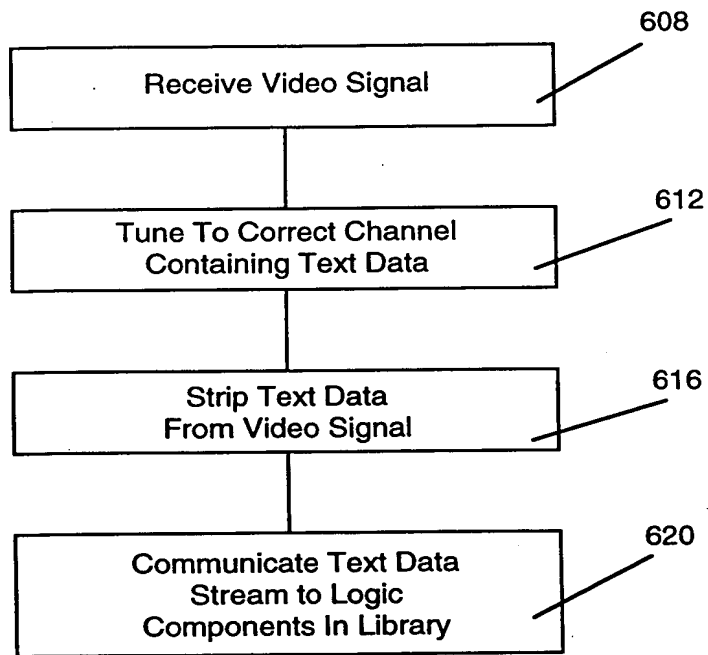 608
Receive Video Signal
612
Tune To Correct Channel
Containing Text Data
616
Strip Text Data
From Video Signal
620
Communicate Text Data
Stream to Logic
Components In Library